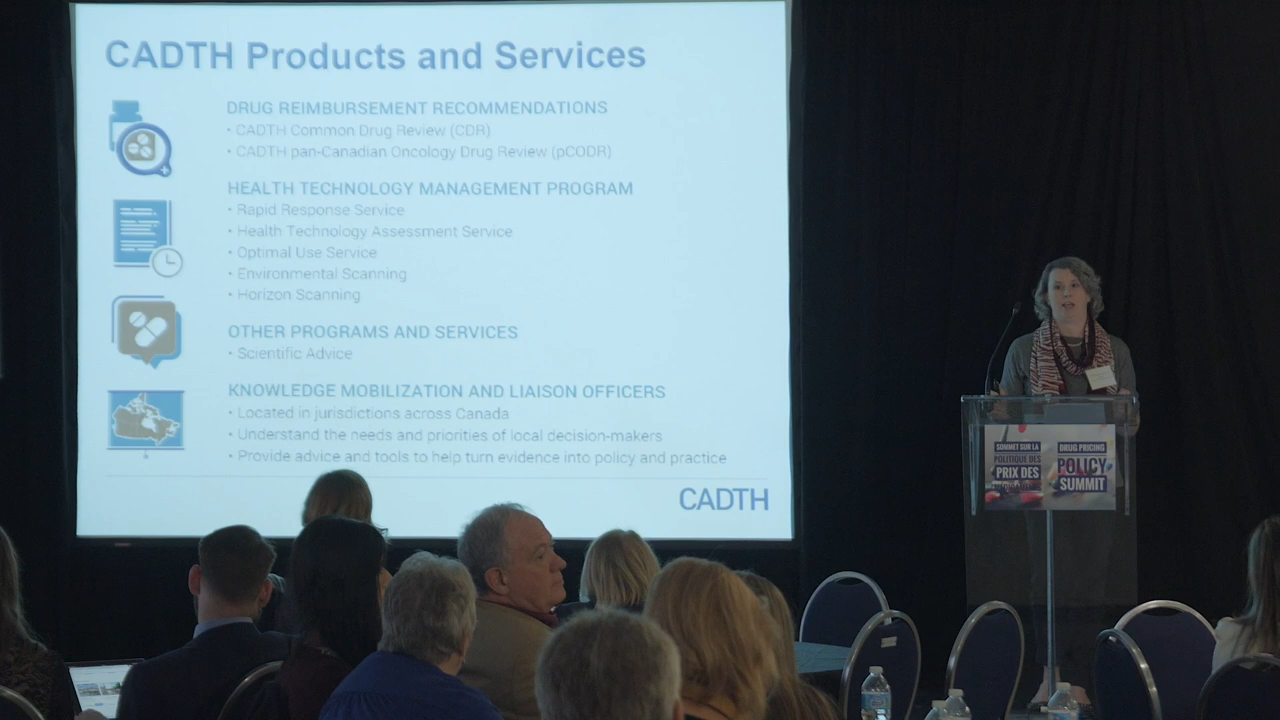 CADTH Products and Services
DRUG REIMBURSEMENT RECOMMENDATIONS
• CADTH Common Drug Review (CDR)
• CADTH pan-Canadian Oncology Drug Review (pCODR)
HEALTH TECHNOLOGY MANAGEMENT PROGRAM
• Rapid Response Service
• Health Technology Assessment Service
• Optimal Use Service
• Environmental Scanning
• Horizon Scanning
OTHER PROGRAMS AND SERVICES
• Scientific Advice
KNOWLEDGE MOBILIZATION AND LIAISON OFFICERS
• Located in jurisdictions across Canada
• Understand the needs and priorities of local decision-makers
• Provide advice and tools to help turn evidence into policy and practice
CADTH
SOMMET SUR LA
POLITIQUE DES
PRIX DES
DRUG PRICING
POLICY
SUMMIT